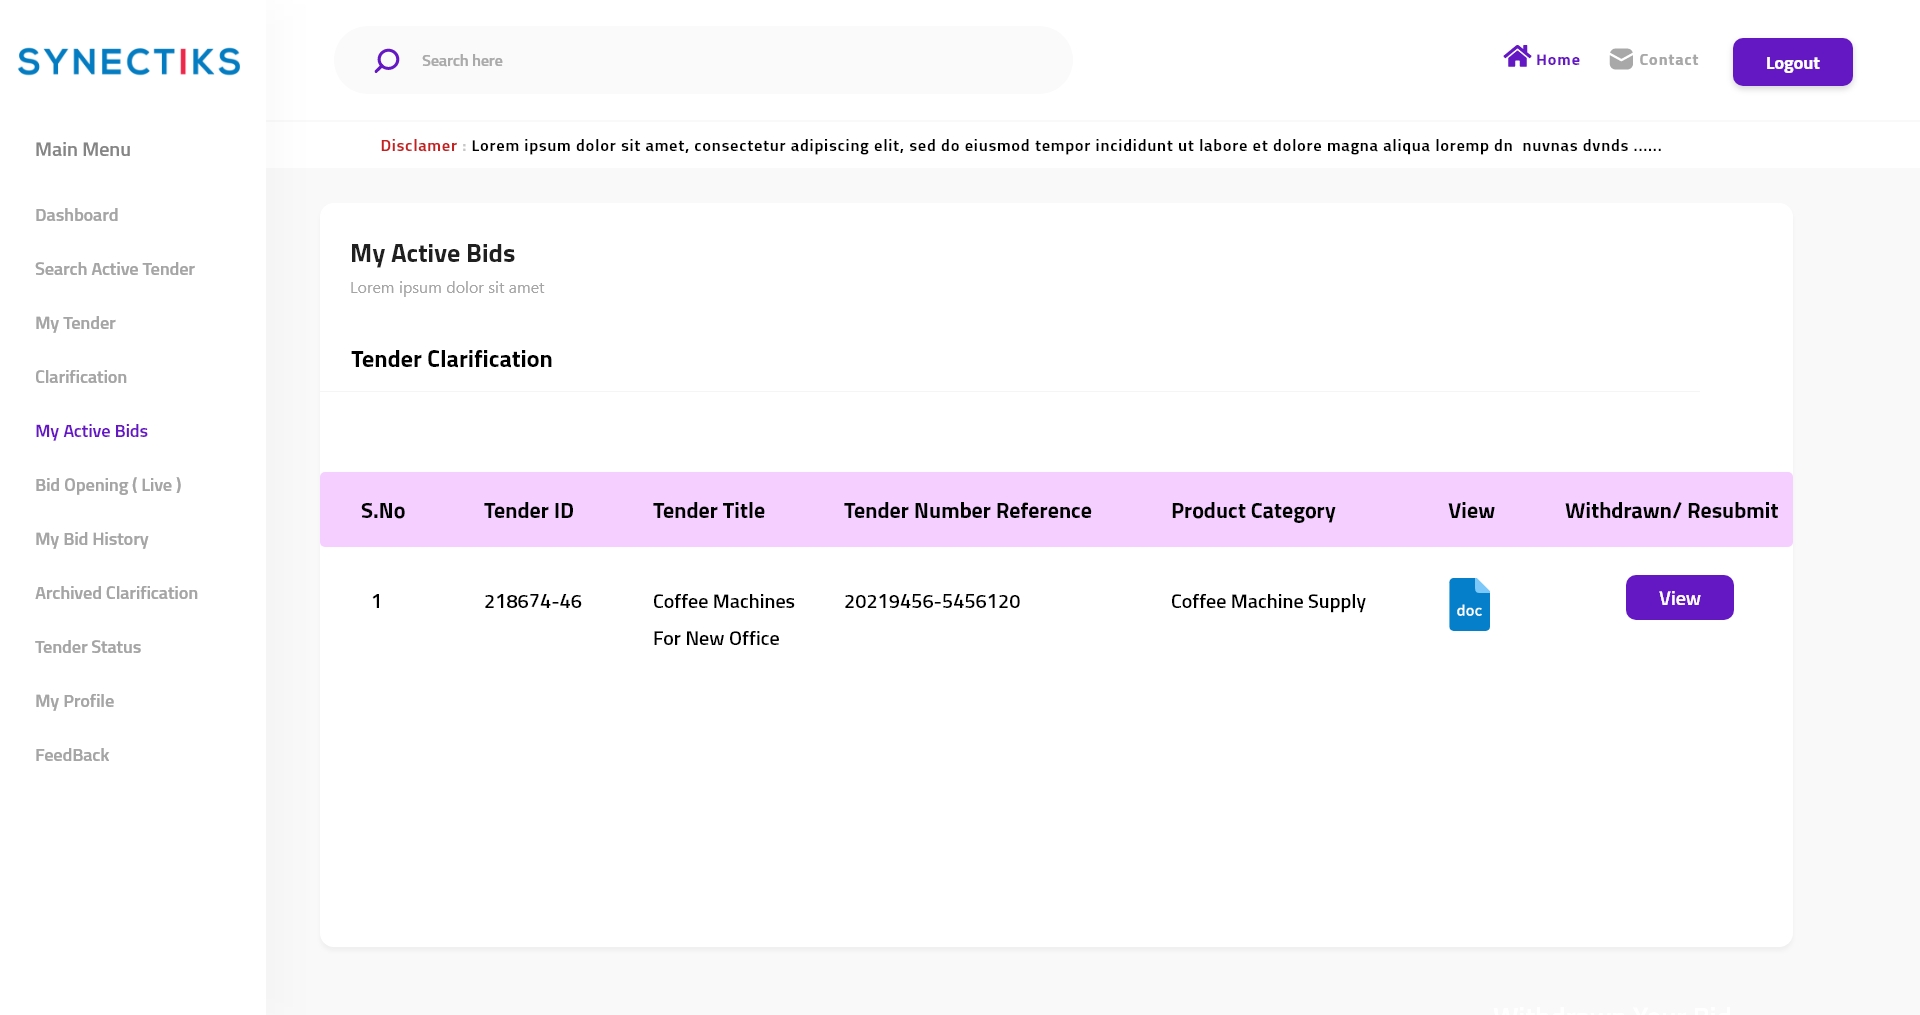 SYNECTIKS
Search here
Home
Contact
Logout
Disclamer : Lorem ipsum dolor sit amet, consectetur adipiscing elit, sed do eiusmod tempor incididunt ut labore et dolore magna aliqua loremp dn nuvnas dvnds ......
Main Menu
Dashboard
Search Active Tender
My Tender
Clarification
My Active Bids
Bid Opening ( Live )
My Bid History
Archived Clarification
Tender Status
My Profile
FeedBack
My Active Bids
Lorem ipsum dolor sit amet
Tender Clarification
S.No Tender ID Tender Title Tender Number Reference Product Category View Withdrawn/ Resubmit
1 218674-46 Coffee Machines 20219456-5456120 Coffee Machine Supply doc View
For New Office